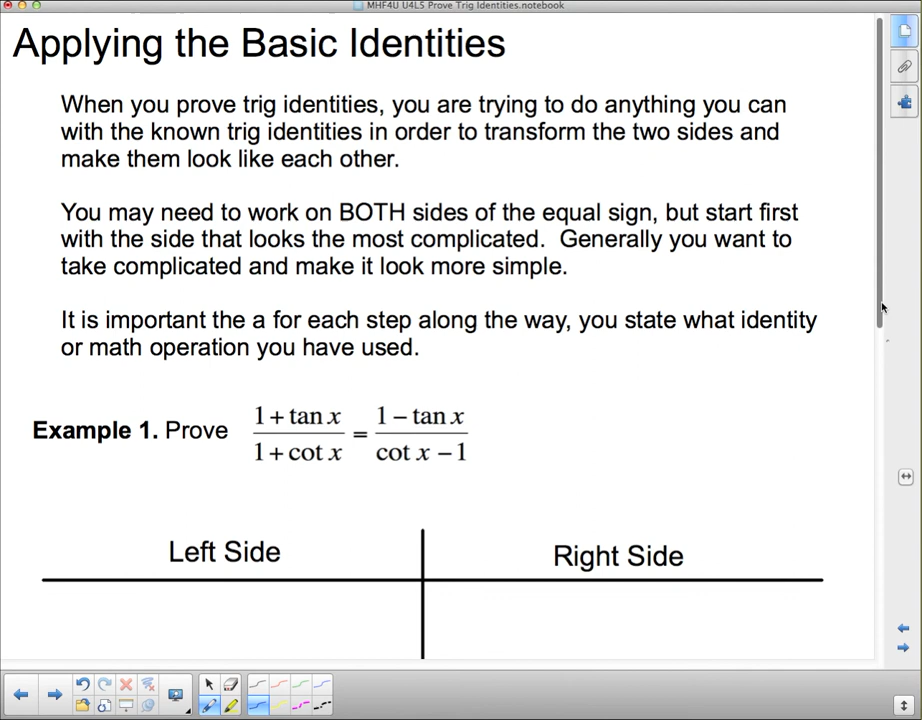 MHF4U U4L5 Prove Trig Identities.notebook
Applying the Basic Identities
When you prove trig identities, you are trying to do anything you can
with the known trig identities in order to transform the two sides and
make them look like each other.
You may need to work on BOTH sides of the equal sign, but start first
with the side that looks the most complicated. Generally you want to
take complicated and make it look more simple.
It is important the a for each step along the way, you state what identity
or math operation you have used.
Example 1. Prove (1 + tan x)/(1 + cot x) = (1 − tan x)/(cot x − 1)
Left Side Right Side